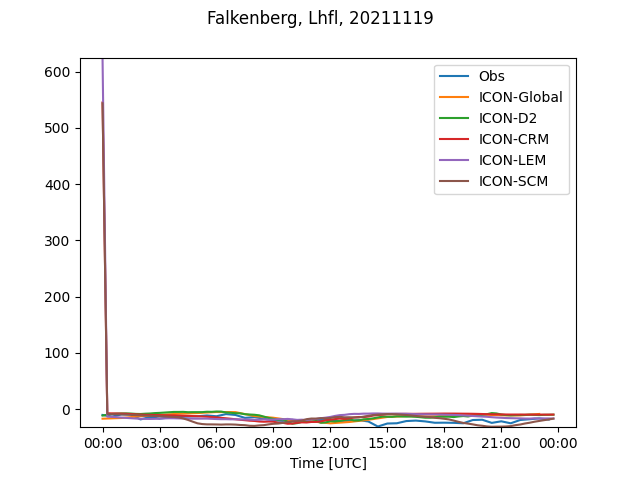 Falkenberg, Lhfl, 20211119
600
500
400
300
200
100
0
Obs
ICON-Global
ICON-D2
ICON-CRM
ICON-LEM
ICON-SCM
00:00 03:00 06:00 09:00 12:00 15:00 18:00 21:00 00:00
Time [UTC]